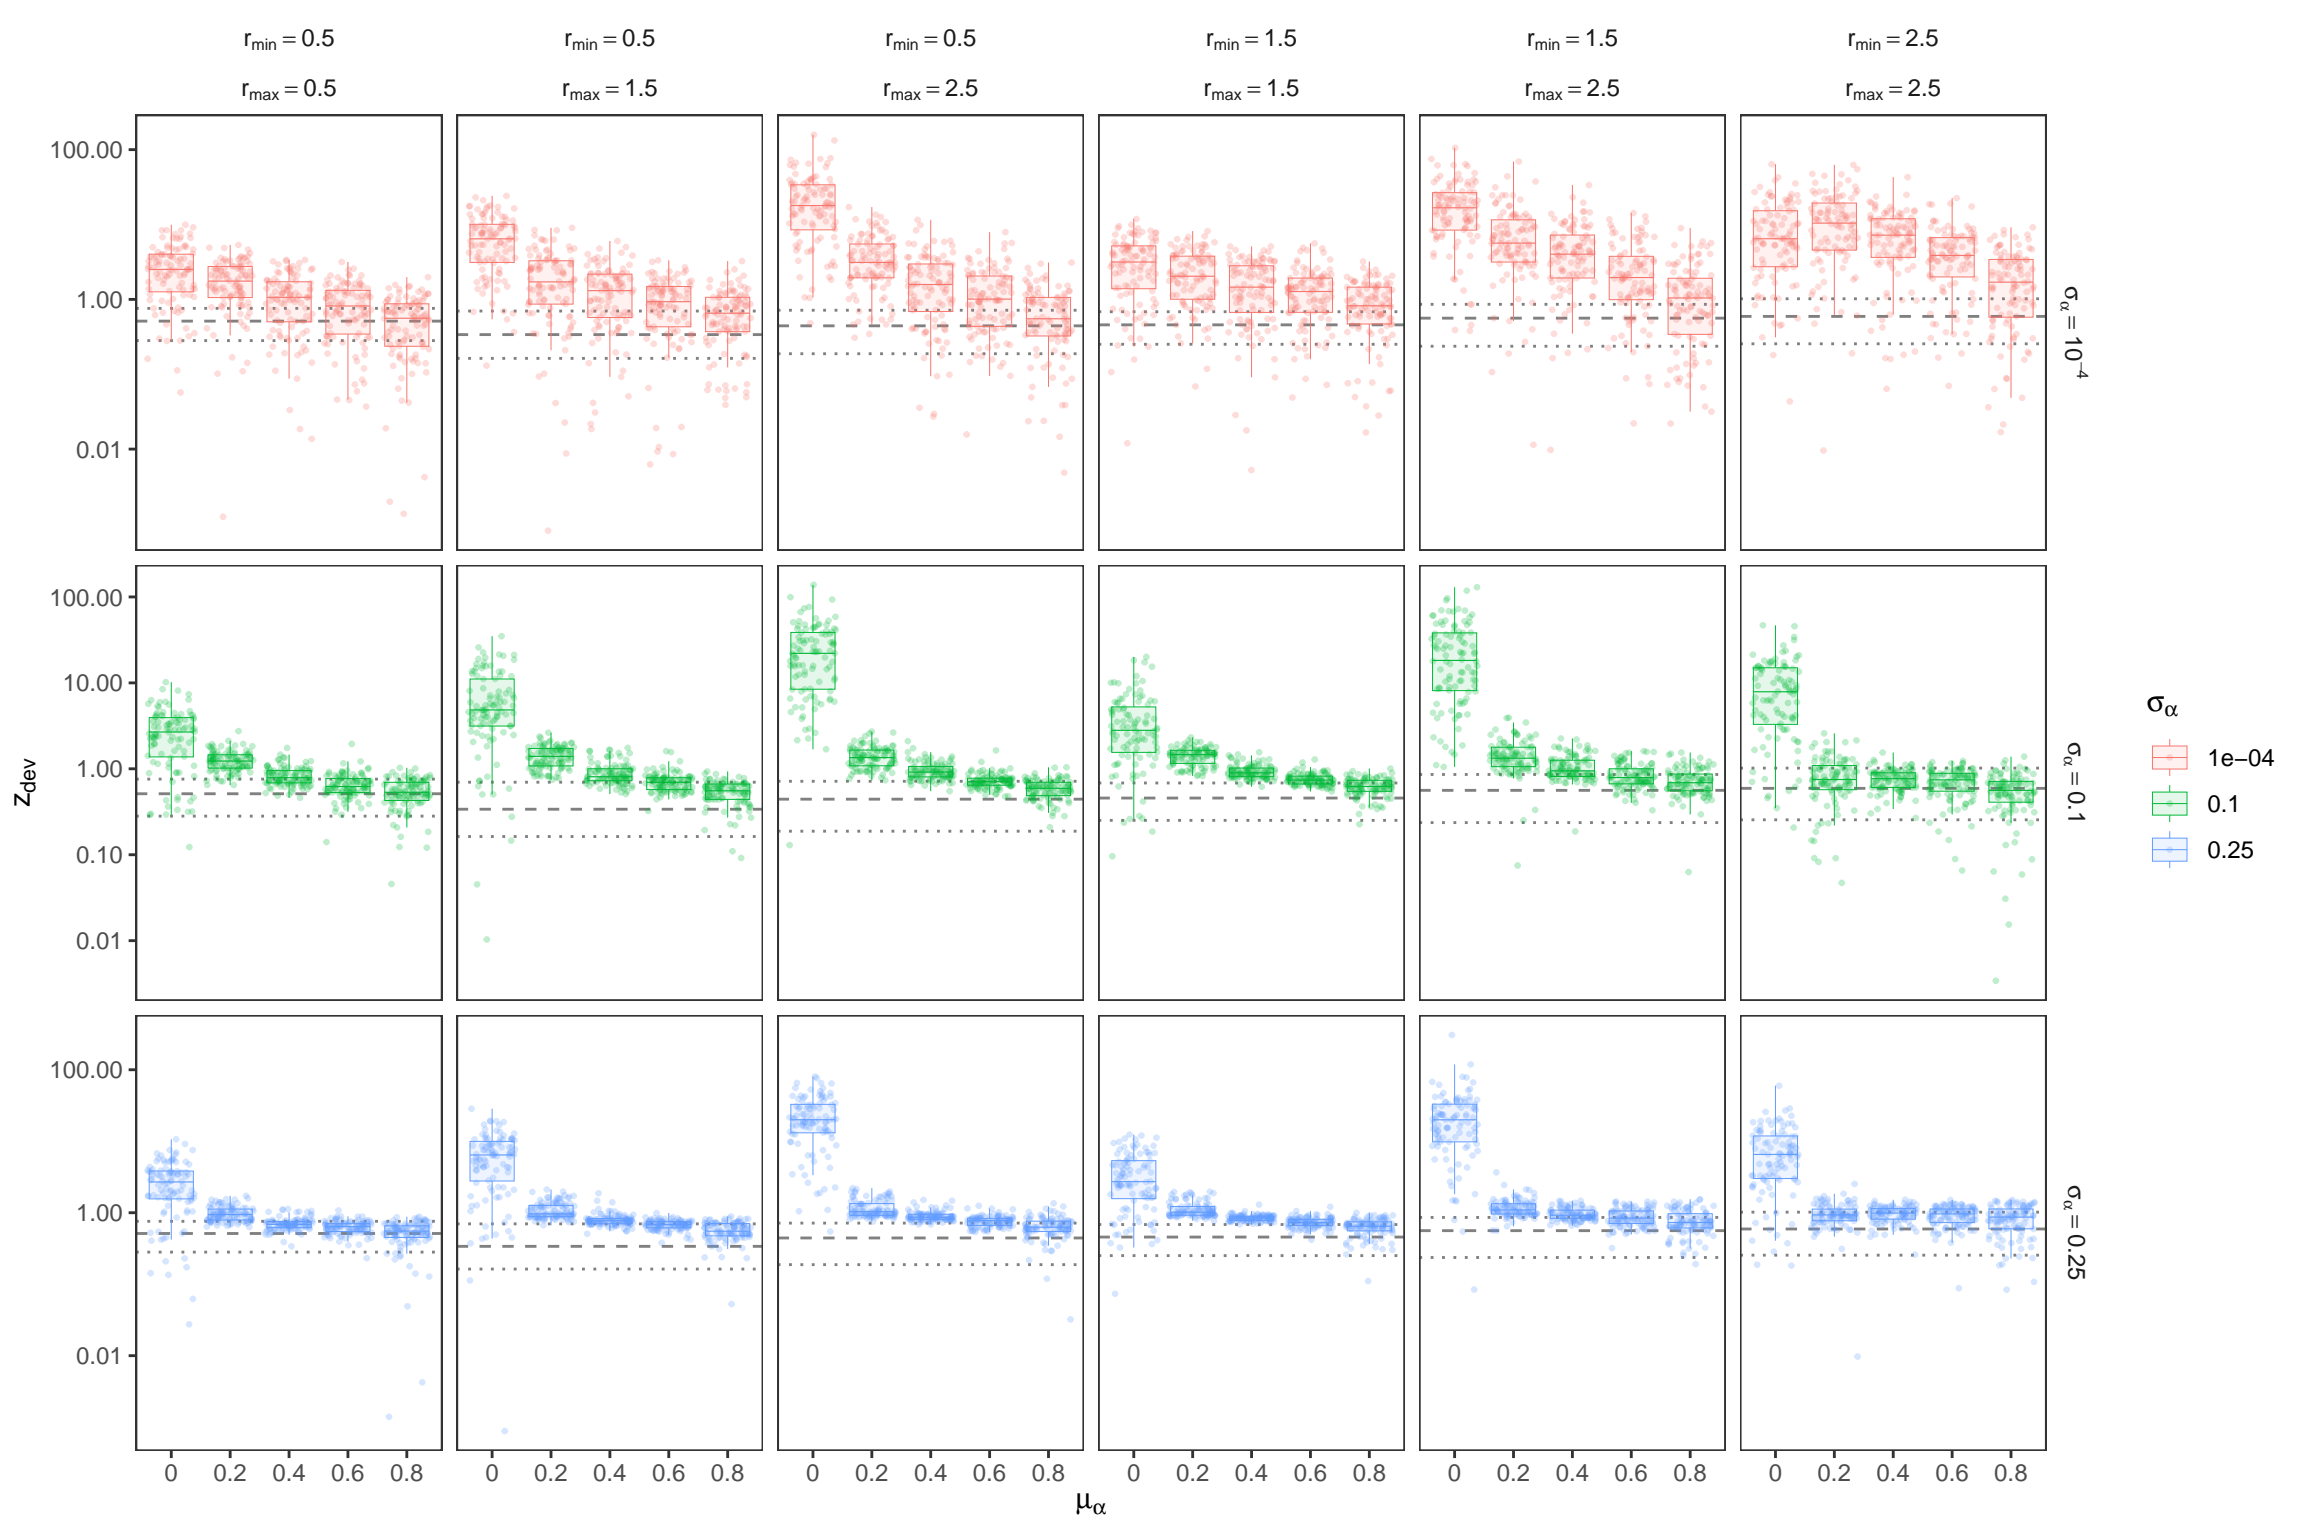 r_min = 0.5 r_min = 0.5 r_min = 0.5 r_min = 1.5 r_min = 1.5 r_min = 2.5
r_max = 0.5 r_max = 1.5 r_max = 2.5 r_max = 1.5 r_max = 2.5 r_max = 2.5
100.00
1.00
0.01
σ_α = 10^−4
100.00
10.00
1.00
0.10
0.01
σ_α = 0.1
z_dev
σ_α
1e−04
0.1
0.25
100.00
1.00
0.01
σ_α = 0.25
0 0.2 0.4 0.6 0.8 0 0.2 0.4 0.6 0.8 0 0.2 0.4 0.6 0.8 0 0.2 0.4 0.6 0.8 0 0.2 0.4 0.6 0.8 0 0.2 0.4 0.6 0.8
μ_α